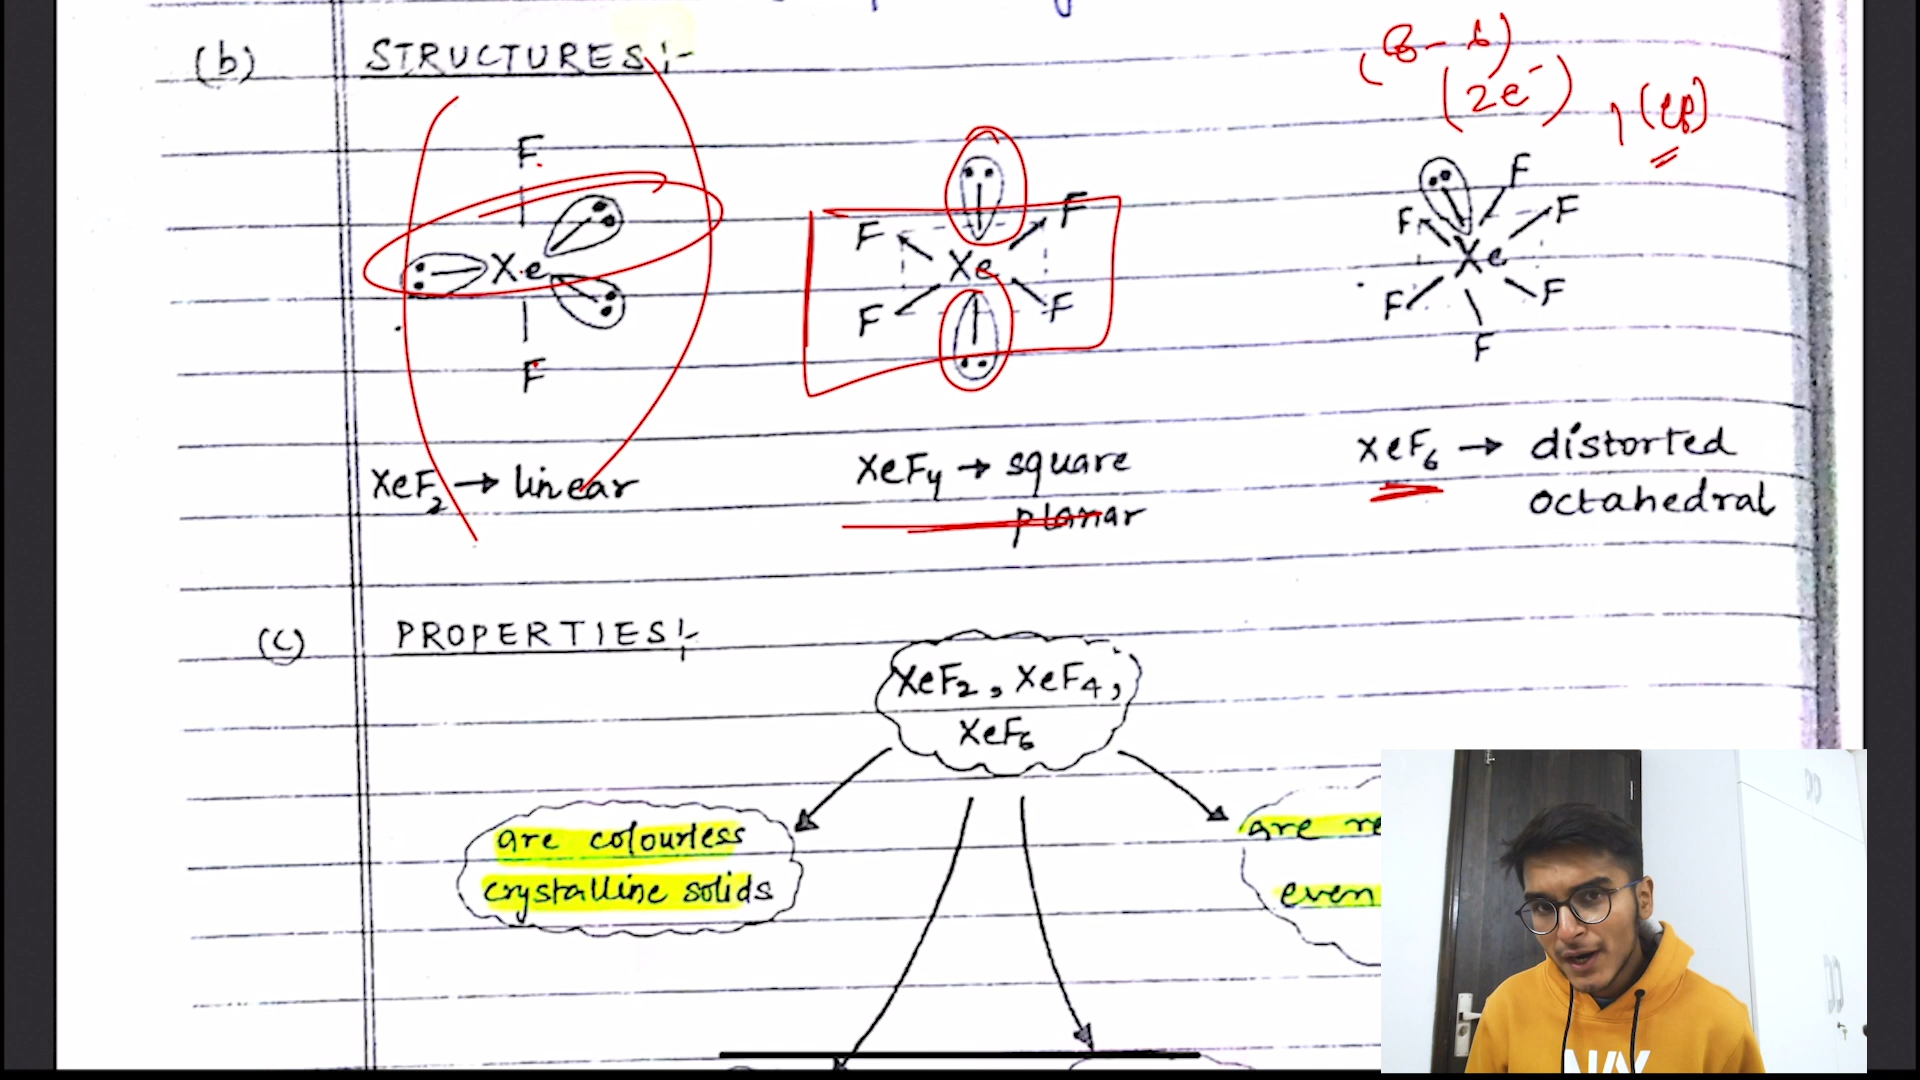 (b) STRUCTURES:-
(8-6)
(2e⁻)
1 (lp)
F
Xe
F
F F
Xe
F F
F
F F
Xe
F F
F
XeF₂ → linear
XeF₄ → square
planar
XeF₆ → distorted
octahedral
(c) PROPERTIES:-
XeF₂, XeF₄,
XeF₆
are colourless
crystalline solids
are re
even